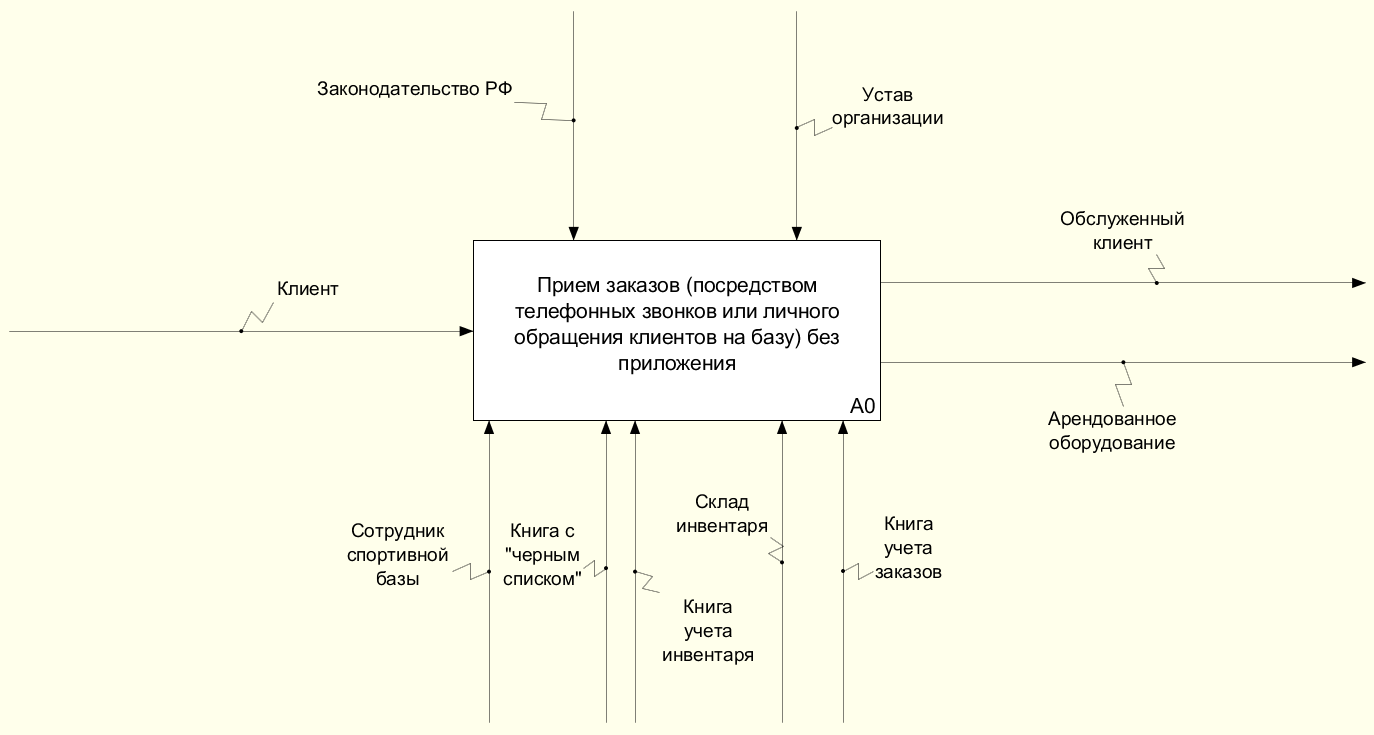 Законодательство РФ
Устав
организации
Обслуженный
клиент
Клиент
Прием заказов (посредством
телефонных звонков или личного
обращения клиентов на базу) без
приложения
A0
Арендованное
оборудование
Сотрудник
спортивной
базы
Книга с
"черным
списком"
Книга
учета
инвентаря
Склад
инвентаря
Книга
учета
заказов